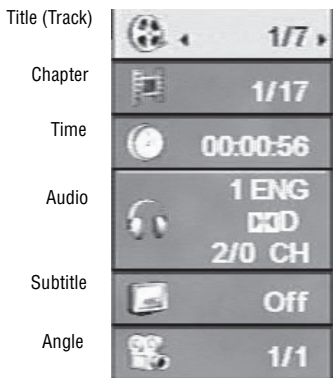 Title (Track)
1/7
Chapter
1/17
Time
00:00:56
Audio
1 ENG
D
2/0 CH
Subtitle
Off
Angle
1/1